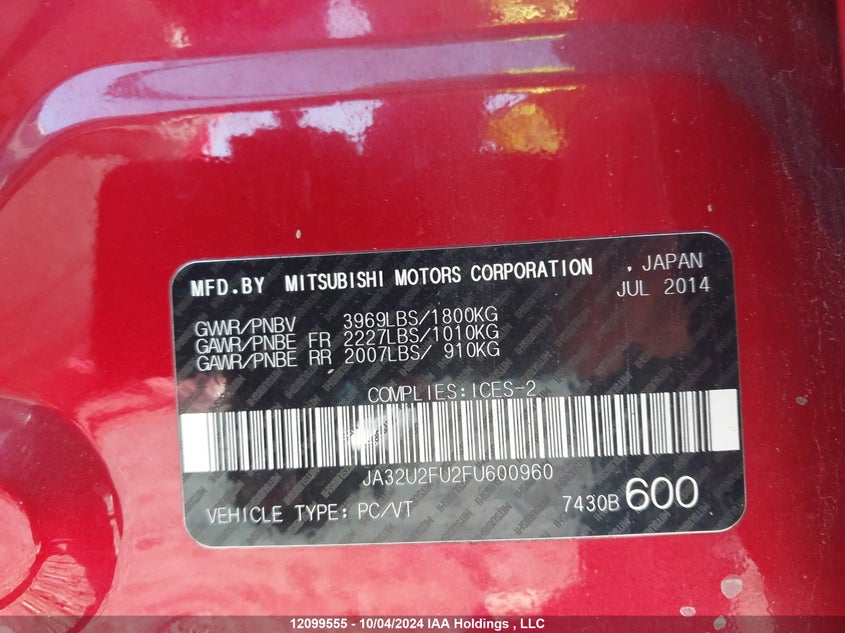 MFD.BY MITSUBISHI MOTORS CORPORATION , JAPAN
JUL 2014
GVWR/PNBV 3969LBS/1800KG
GAWR/PNBE FR 2227LBS/1010KG
GAWR/PNBE RR 2007LBS/ 910KG
COMPLIES:ICES-2
JA32U2FU2FU600960
VEHICLE TYPE: PC/VT 7430B 600
12099555 - 10/04/2024 IAA Holdings , LLC